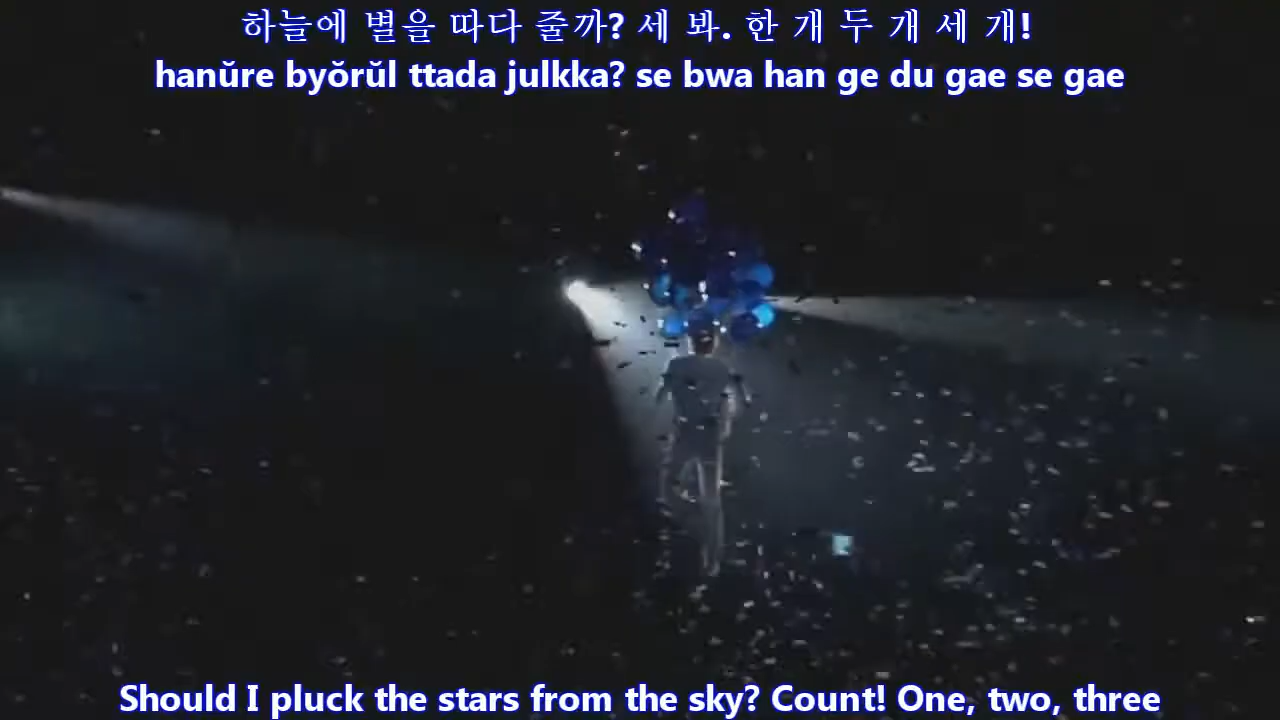 하늘에 별을 따다 줄까? 세 봐. 한 개 두 개 세 개!
hanŭre byŏrŭl ttada julkka? se bwa han ge du gae se gae
Should I pluck the stars from the sky? Count! One, two, three